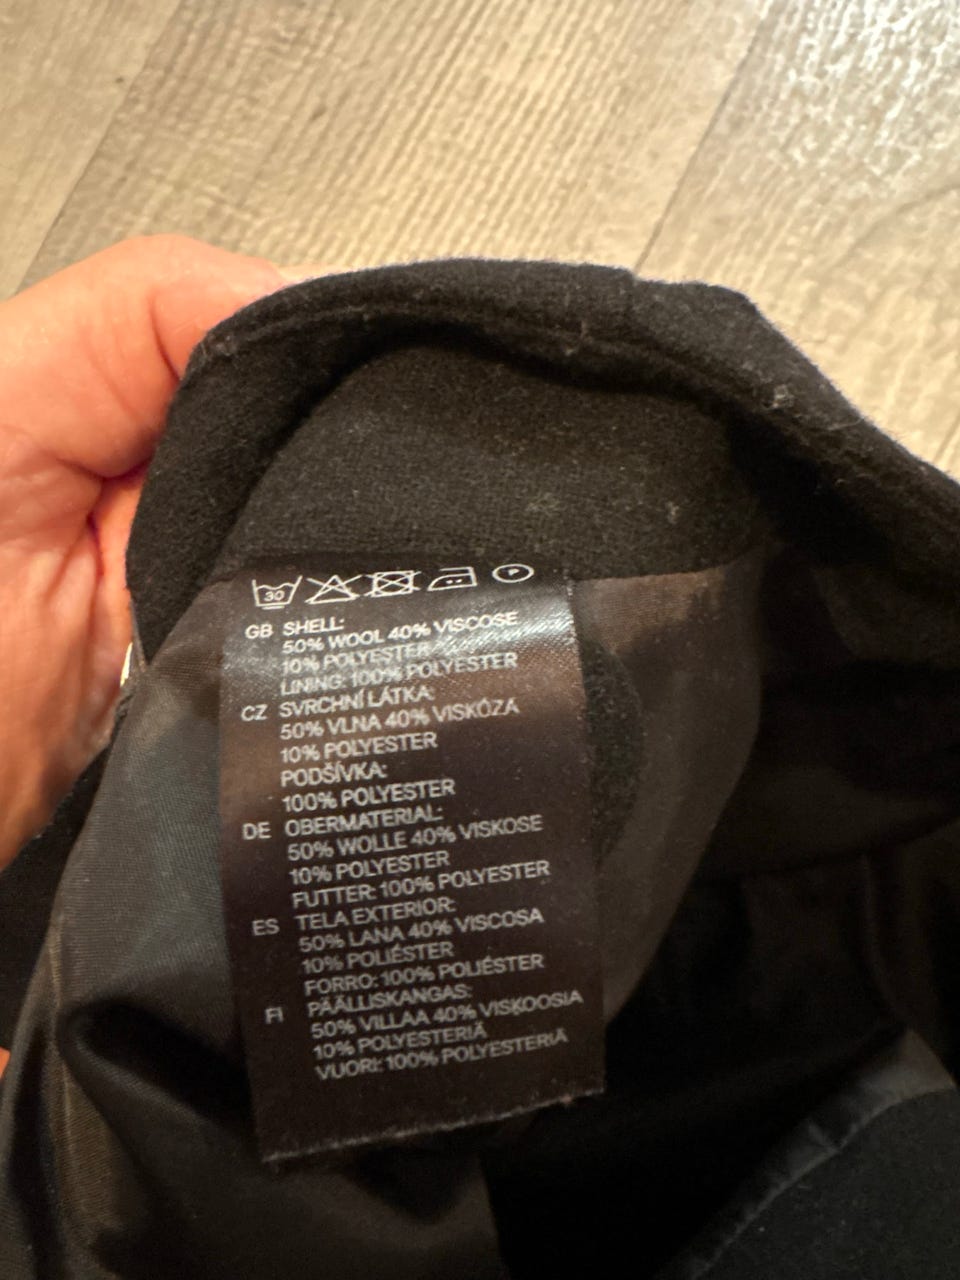 30 P
GB SHELL:
50% WOOL 40% VISCOSE
10% POLYESTER
LINING: 100% POLYESTER
CZ SVRCHNÍ LÁTKA:
50% VLNA 40% VISKÓZA
10% POLYESTER
PODŠÍVKA:
100% POLYESTER
DE OBERMATERIAL:
50% WOLLE 40% VISKOSE
10% POLYESTER
FUTTER: 100% POLYESTER
ES TELA EXTERIOR:
50% LANA 40% VISCOSA
10% POLIÉSTER
FORRO: 100% POLIÉSTER
FI PÄÄLLISKANGAS:
50% VILLAA 40% VISKOOSIA
10% POLYESTERIÄ
VUORI: 100% POLYESTERIÄ